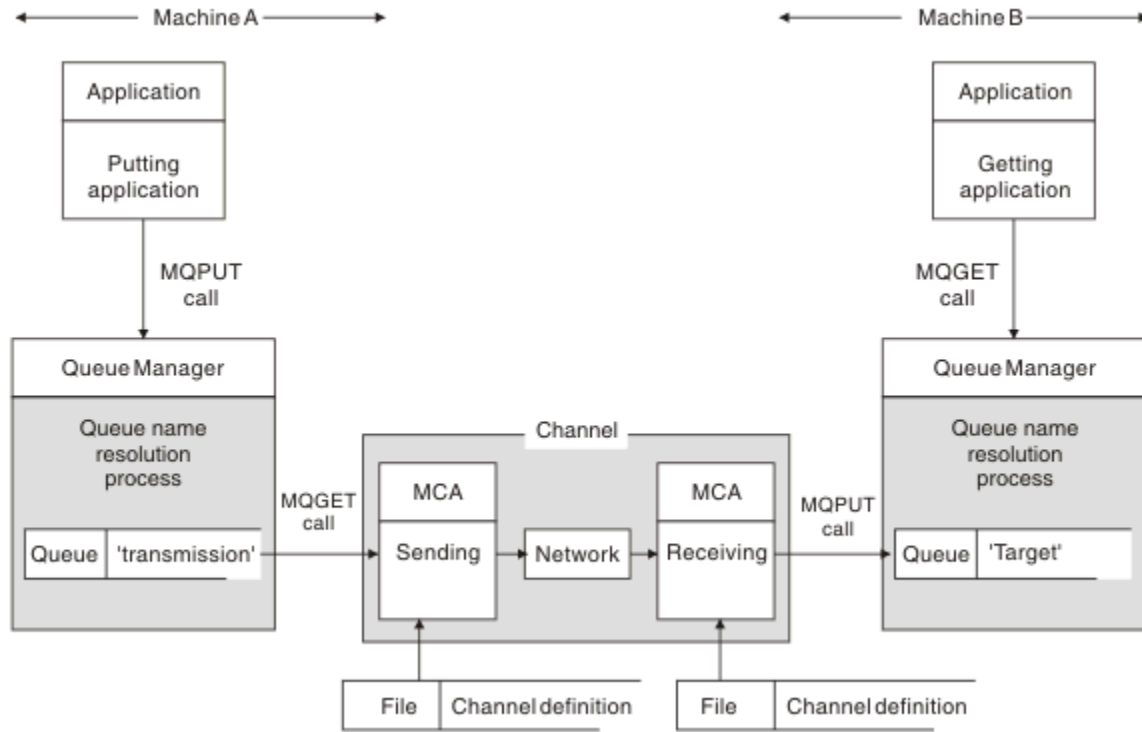 Machine A
Machine B
Application
Putting
application
Application
Getting
application
MQPUT
call
MQGET
call
Queue Manager
Queue name
resolution
process
Queue 'transmission'
MQGET
call
Channel
MCA
Sending
Network
MCA
Receiving
MQPUT
call
Queue Manager
Queue name
resolution
process
Queue 'Target'
File Channel definition
File Channel definition